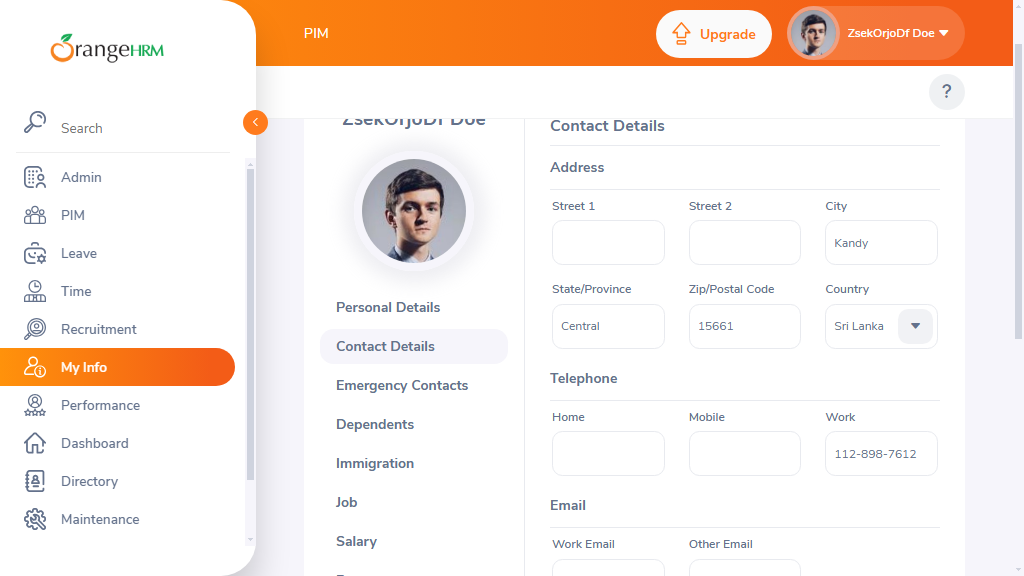 OrangeHRM
Search
Admin
PIM
Leave
Time
Recruitment
My Info
Performance
Dashboard
Directory
Maintenance
PIM
Upgrade
ZsekOrjoDf Doe
?
ZsekOrjoDf Doe
Personal Details
Contact Details
Emergency Contacts
Dependents
Immigration
Job
Salary
Contact Details
Address
Street 1 Street 2 City
Kandy
State/Province Zip/Postal Code Country
Central 15661 Sri Lanka
Telephone
Home Mobile Work
112-898-7612
Email
Work Email Other Email